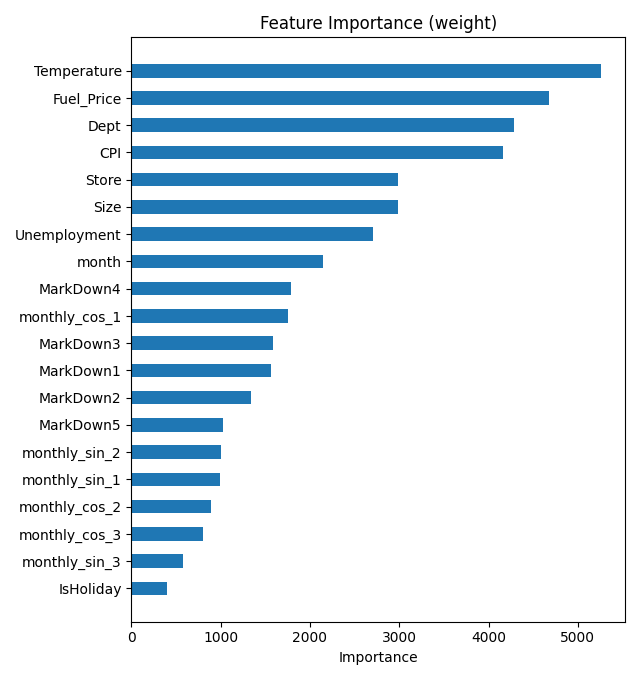 Feature Importance (weight)
Temperature
Fuel_Price
Dept
CPI
Store
Size
Unemployment
month
MarkDown4
monthly_cos_1
MarkDown3
MarkDown1
MarkDown2
MarkDown5
monthly_sin_2
monthly_sin_1
monthly_cos_2
monthly_cos_3
monthly_sin_3
IsHoliday
0 1000 2000 3000 4000 5000
Importance